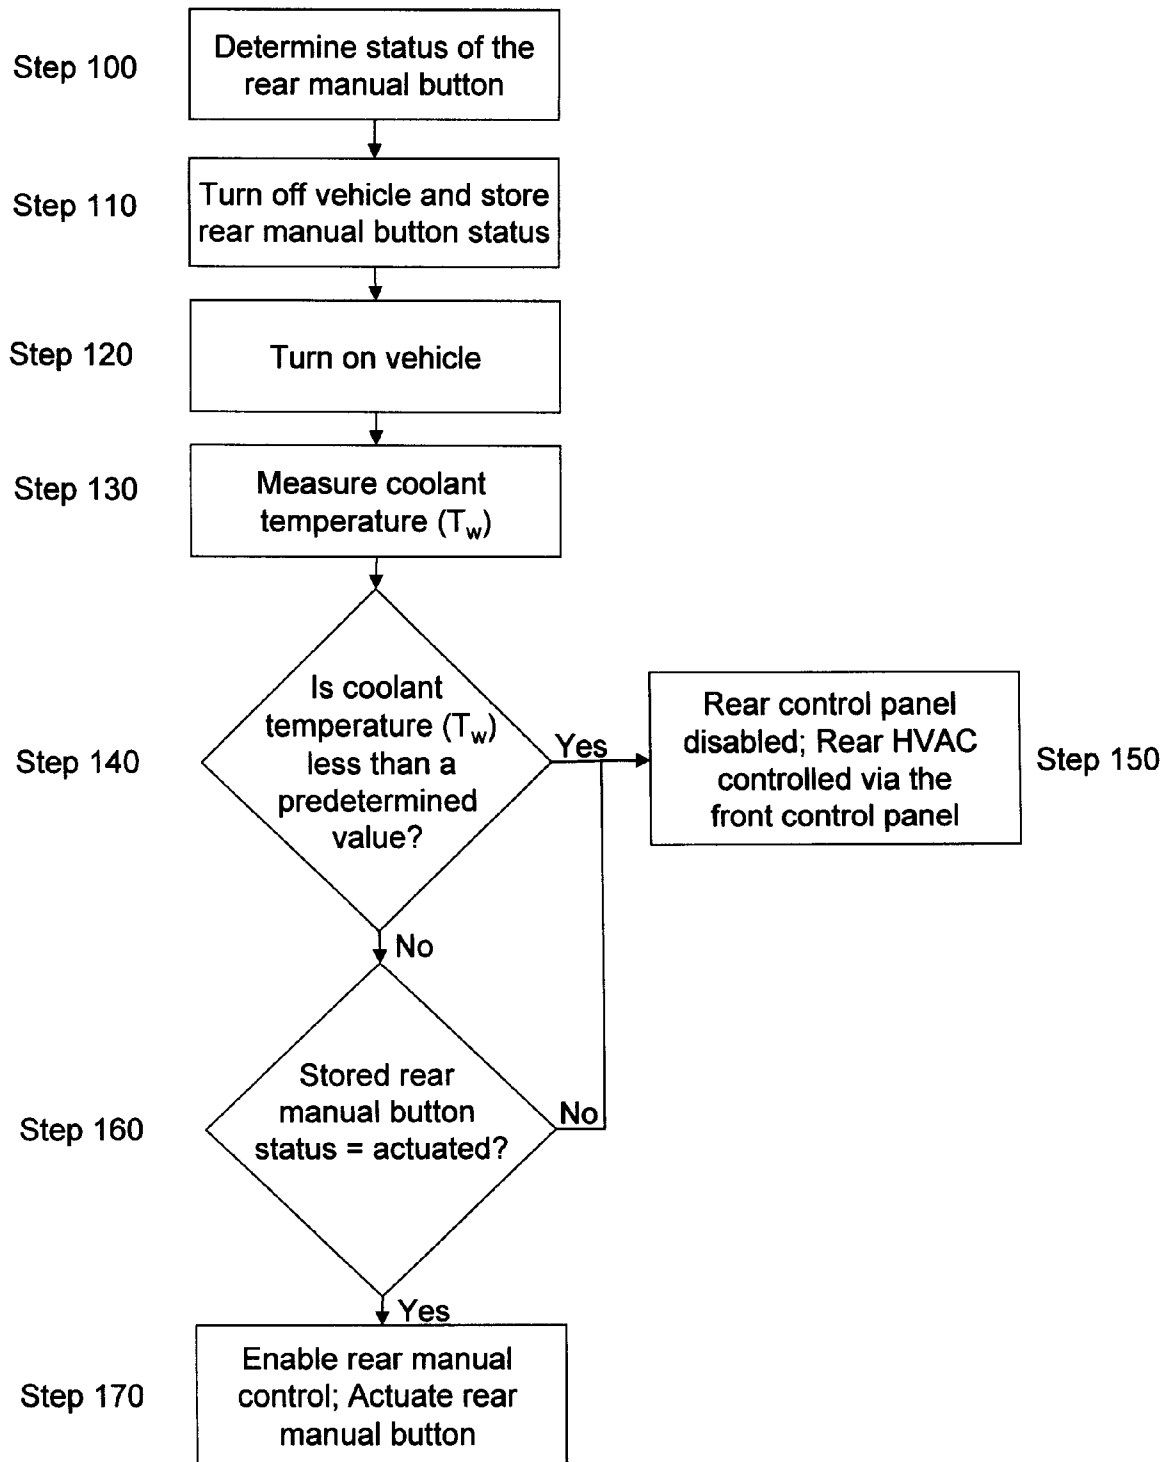 Step 100
Determine status of the
rear manual button
Step 110
Turn off vehicle and store
rear manual button status
Step 120
Turn on vehicle
Step 130
Measure coolant
temperature (Tw)
Step 140
Is coolant
temperature (Tw)
less than a
predetermined
value?
Yes
Rear control panel
disabled; Rear HVAC
controlled via the
front control panel
Step 150
No
Step 160
Stored rear
manual button
status = actuated?
No
Yes
Step 170
Enable rear manual
control; Actuate rear
manual button